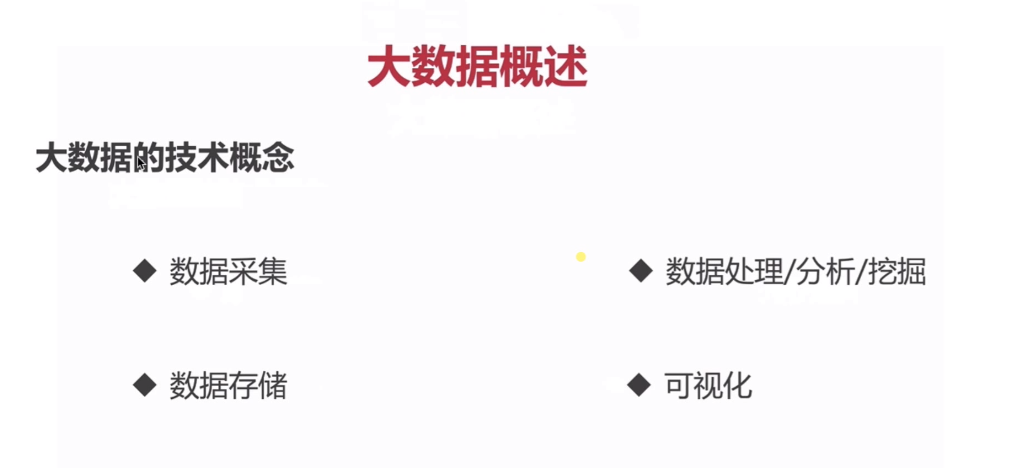 大数据概述
大数据的技术概念
◆ 数据采集
◆ 数据处理/分析/挖掘
◆ 数据存储
◆ 可视化